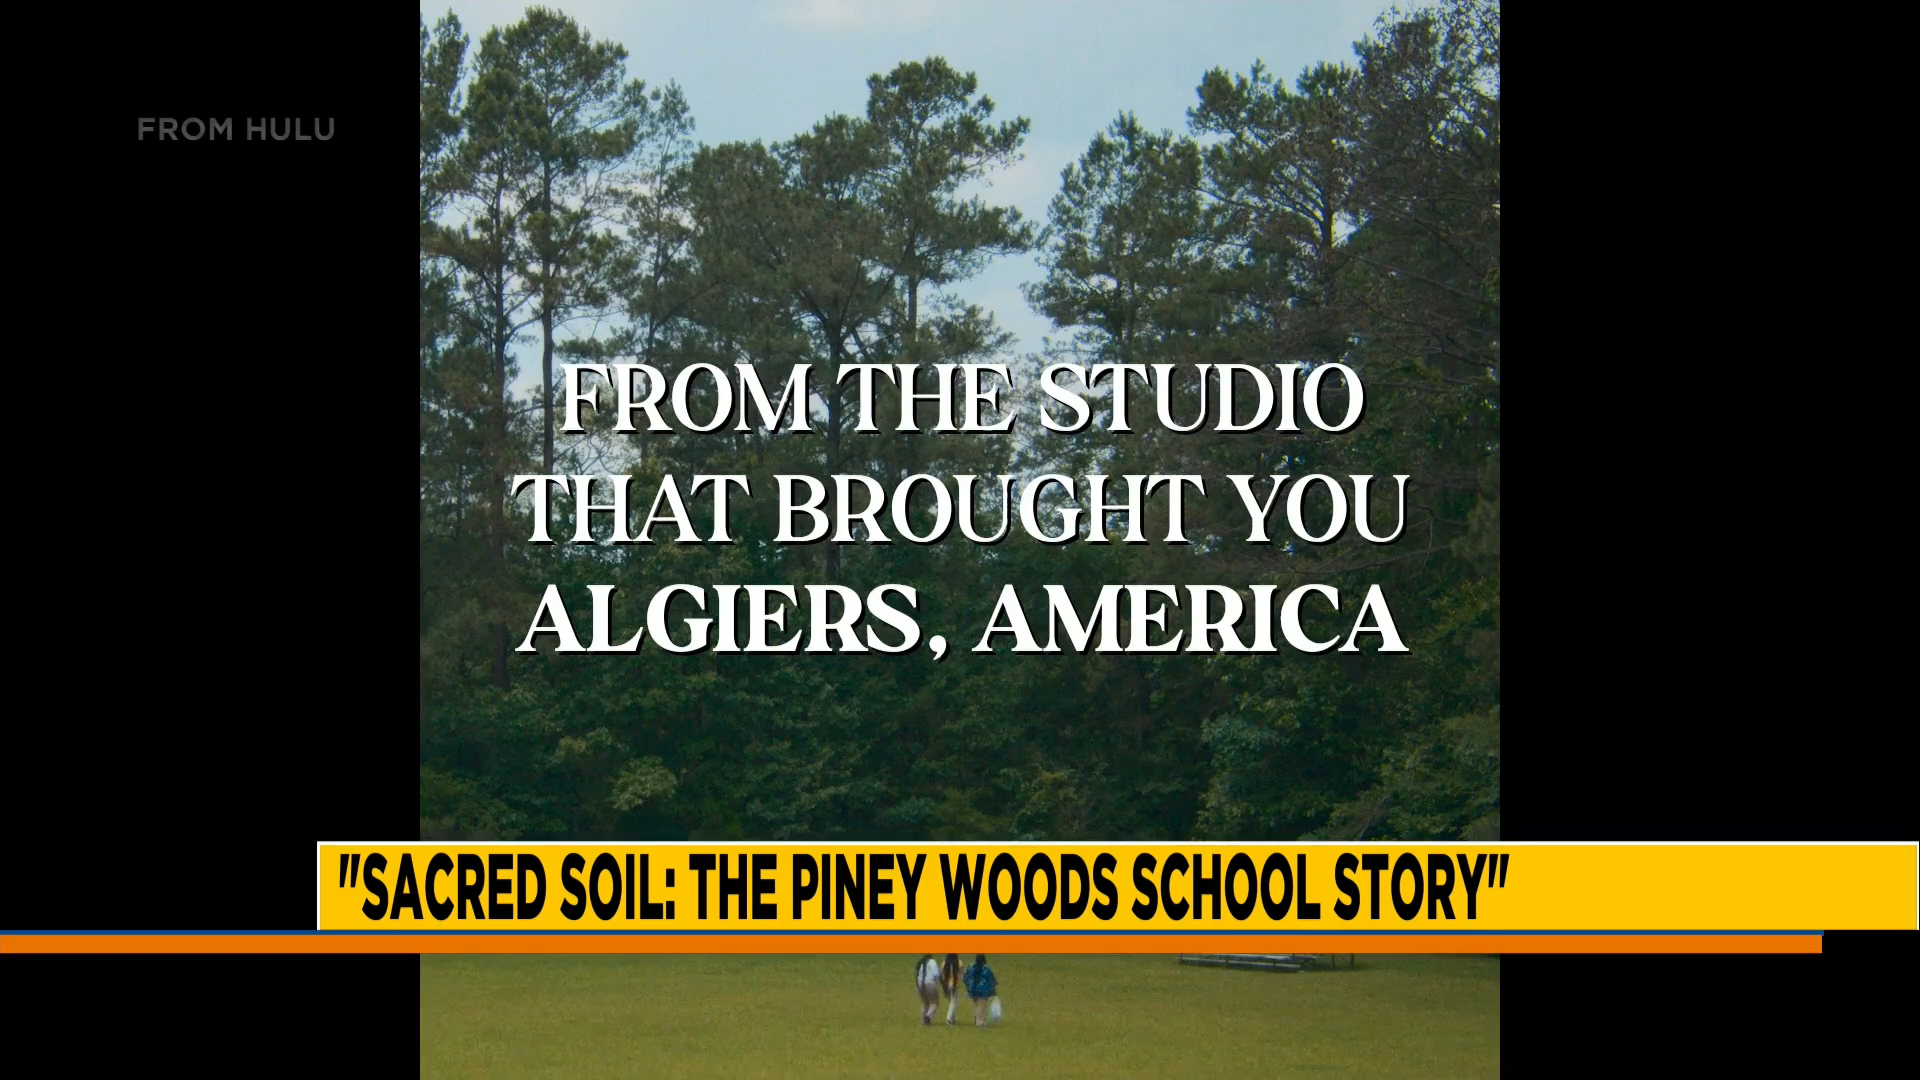 FROM HULU
FROM THE STUDIO
THAT BROUGHT YOU
ALGIERS, AMERICA
"SACRED SOIL: THE PINEY WOODS SCHOOL STORY"